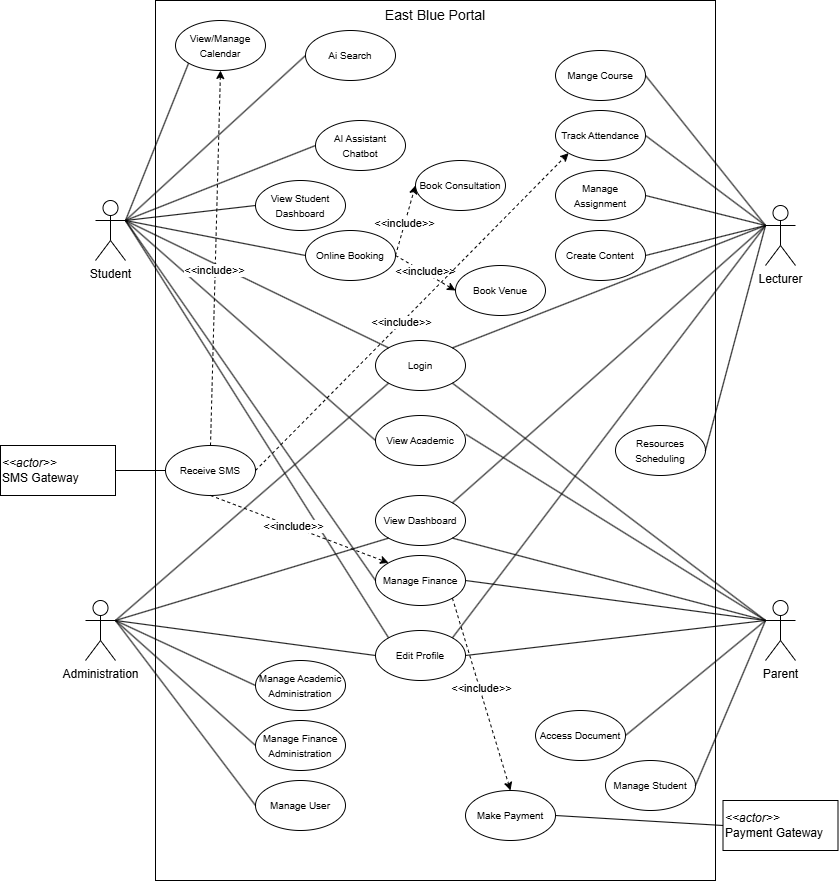 East Blue Portal
View/Manage
Calendar
Ai Search
Mange Course
AI Assistant
Chatbot
Track Attendance
Book Consultation
Manage
Assignment
View Student
Dashboard
<<include>>
Student
Online Booking
Create Content
Lecturer
<<include>>
<<include>>
Book Venue
<<include>>
Login
View Academic
Resources
Scheduling
<<actor>>
SMS Gateway
Receive SMS
View Dashboard
<<include>>
Manage Finance
Edit Profile
Administration
Parent
Manage Academic
Administration
<<include>>
Access Document
Manage Finance
Administration
Manage Student
Manage User
Make Payment
<<actor>>
Payment Gateway